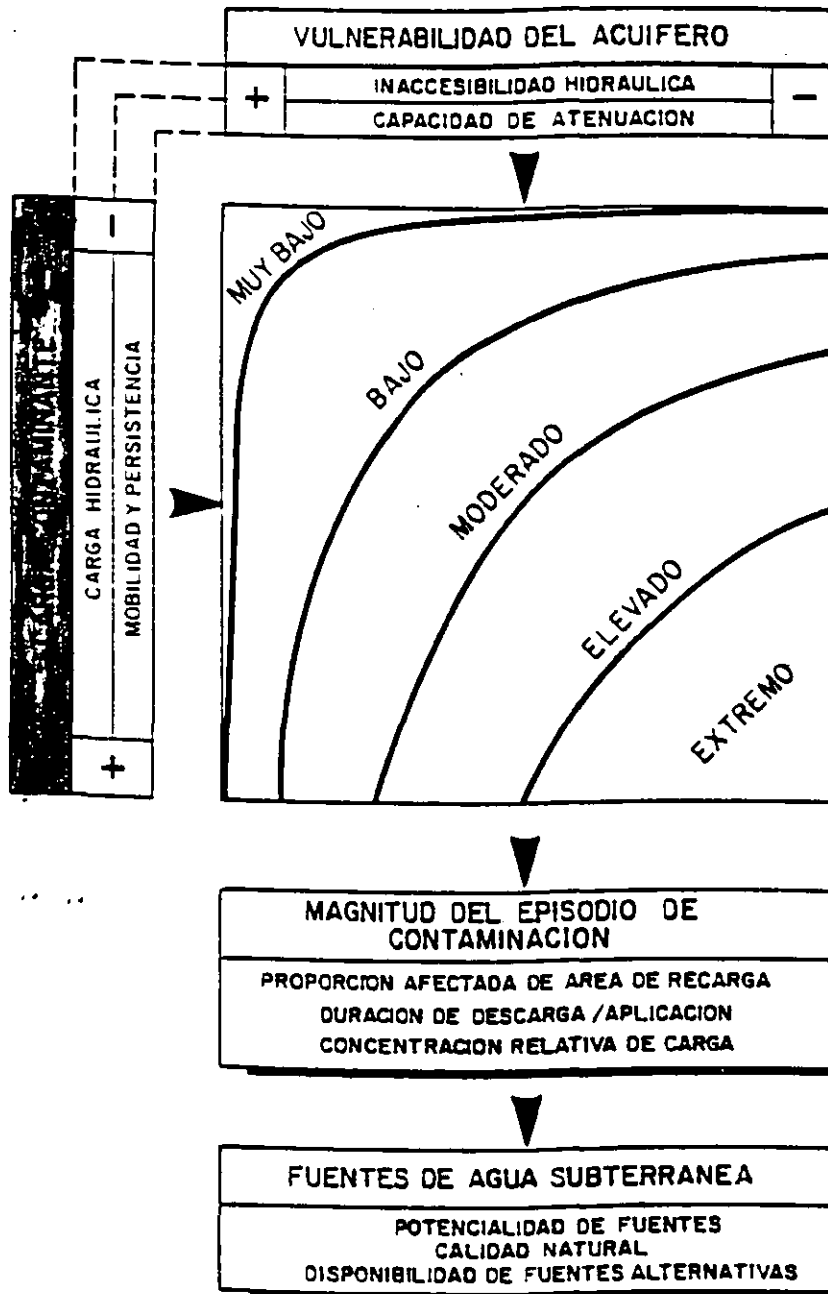 VULNERABILIDAD DEL ACUIFERO
+
INACCESIBILIDAD HIDRAULICA
CAPACIDAD DE ATENUACION
-
-
CONTAMINANTE
CARGA HIDRAULICA
MOBILIDAD Y PERSISTENCIA
+
MUY BAJO
BAJO
MODERADO
ELEVADO
EXTREMO
MAGNITUD DEL EPISODIO DE
CONTAMINACION
PROPORCION AFECTADA DE AREA DE RECARGA
DURACION DE DESCARGA / APLICACION
CONCENTRACION RELATIVA DE CARGA
FUENTES DE AGUA SUBTERRANEA
POTENCIALIDAD DE FUENTES
CALIDAD NATURAL
DISPONIBILIDAD DE FUENTES ALTERNATIVAS